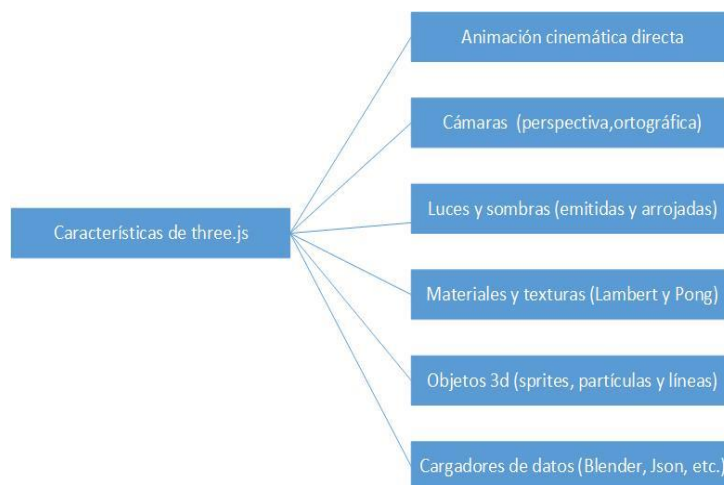 Animación cinemática directa
Cámaras (perspectiva,ortográfica)
Luces y sombras (emitidas y arrojadas)
Características de three.js
Materiales y texturas (Lambert y Pong)
Objetos 3d (sprites, partículas y líneas)
Cargadores de datos (Blender, Json, etc.)